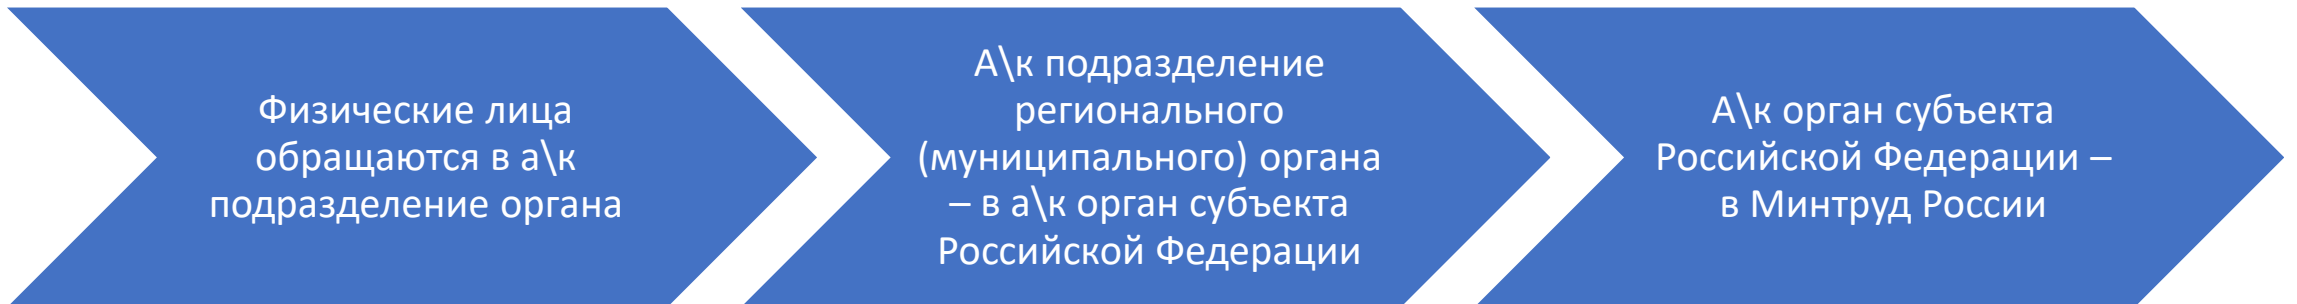 Физические лица
обращаются в а\к
подразделение органа
А\к подразделение
регионального
(муниципального) органа
– в а\к орган субъекта
Российской Федерации
А\к орган субъекта
Российской Федерации –
в Минтруд России